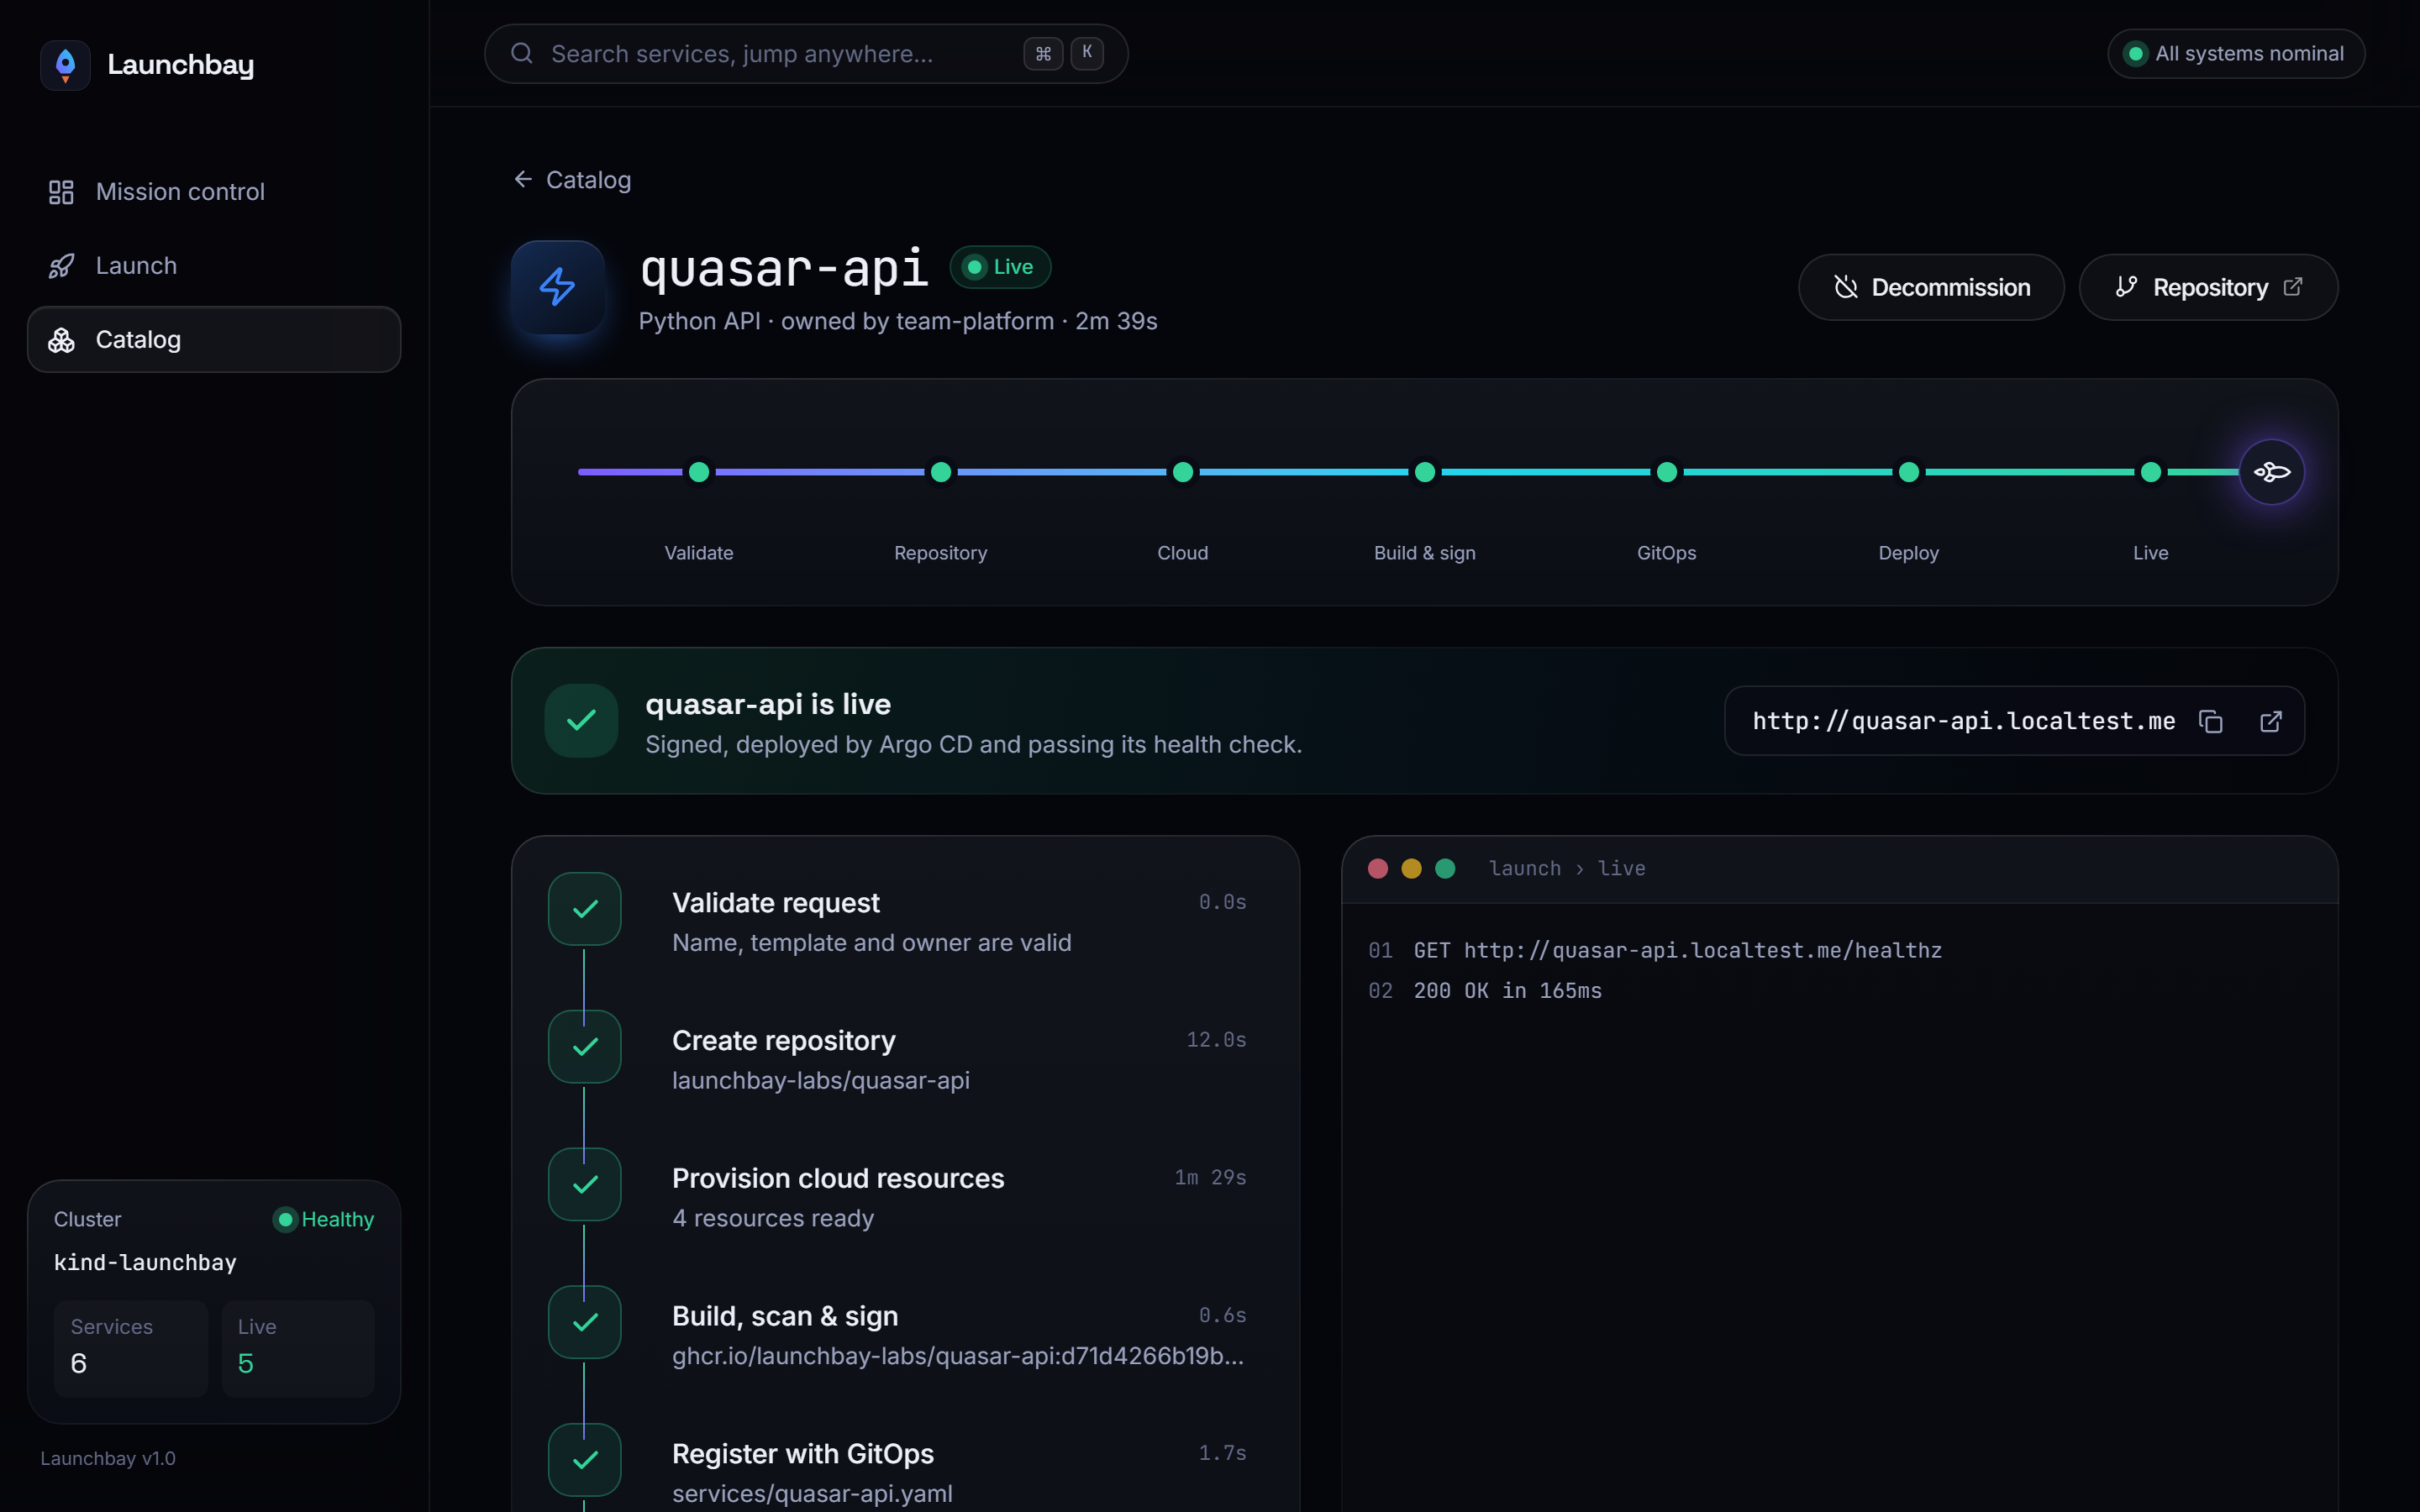 Launchbay
Search services, jump anywhere...
⌘ K
All systems nominal
Mission control
Launch
Catalog
Cluster
Healthy
kind-launchbay
Services
6
Live
5
Launchbay v1.0
Catalog
quasar-api
Live
Python API · owned by team-platform · 2m 39s
Decommission
Repository
Validate
Repository
Cloud
Build & sign
GitOps
Deploy
Live
quasar-api is live
Signed, deployed by Argo CD and passing its health check.
http://quasar-api.localtest.me
Validate request
0.0s
Name, template and owner are valid
Create repository
12.0s
launchbay-labs/quasar-api
Provision cloud resources
1m 29s
4 resources ready
Build, scan & sign
0.6s
ghcr.io/launchbay-labs/quasar-api:d71d4266b19b...
Register with GitOps
1.7s
services/quasar-api.yaml
launch › live
01 GET http://quasar-api.localtest.me/healthz
02 200 OK in 165ms